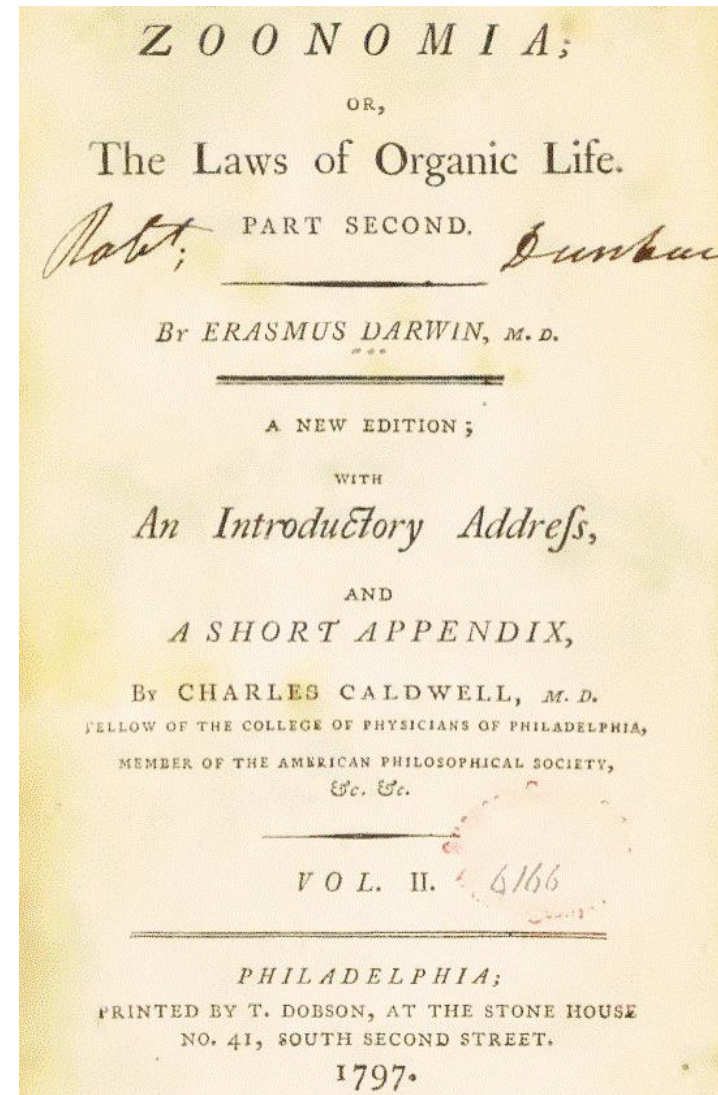 ZOONOMIA;
OR,
The Laws of Organic Life.
PART SECOND.
Robt; Dunbar
By ERASMUS DARWIN, M. D.
A NEW EDITION;
WITH
An Introductory Addreſs,
AND
A SHORT APPENDIX,
By CHARLES CALDWELL, M. D.
FELLOW OF THE COLLEGE OF PHYSICIANS OF PHILADELPHIA,
MEMBER OF THE AMERICAN PHILOSOPHICAL SOCIETY,
&c. &c.
VOL. II. 6166
PHILADELPHIA;
PRINTED BY T. DOBSON, AT THE STONE HOUSE
NO. 41, SOUTH SECOND STREET.
1797.